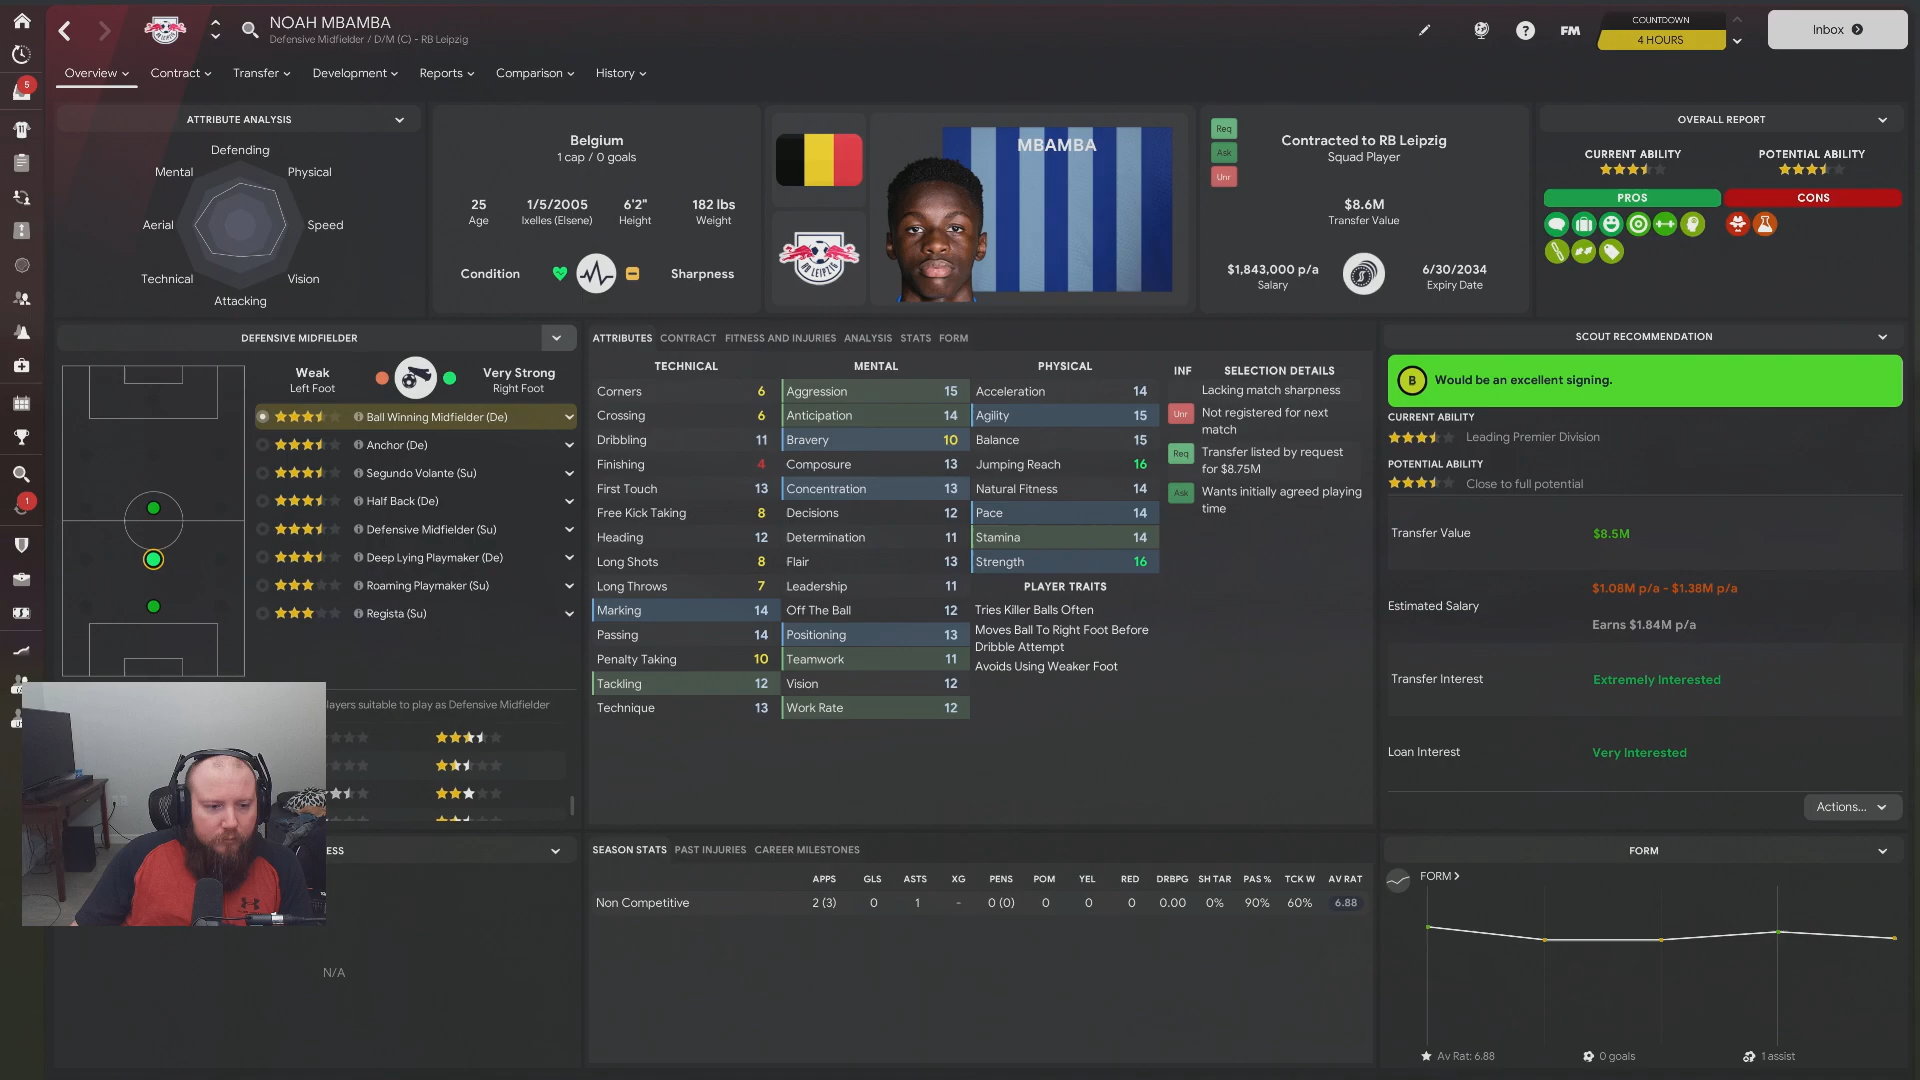 NOAH MBAMBA
Defensive Midfielder / D/M (C) - RB Leipzig
FM
COUNTDOWN
4 HOURS
Inbox
5
Overview
Contract
Transfer
Development
Reports
Comparison
History
ATTRIBUTE ANALYSIS
Defending
Mental
Physical
Aerial
Speed
Technical
Vision
Attacking
Belgium
1 cap / 0 goals
25
Age
1/5/2005
Ixelles (Elsene)
6'2"
Height
182 lbs
Weight
Condition
Sharpness
MBAMBA
RB LEIPZIG
Req
Ask
Unr
Contracted to RB Leipzig
Squad Player
$8.6M
Transfer Value
$1,843,000 p/a
Salary
6/30/2034
Expiry Date
OVERALL REPORT
CURRENT ABILITY
POTENTIAL ABILITY
PROS
CONS
DEFENSIVE MIDFIELDER
Weak
Left Foot
Very Strong
Right Foot
Ball Winning Midfielder (De)
Anchor (De)
Segundo Volante (Su)
Half Back (De)
Defensive Midfielder (Su)
Deep Lying Playmaker (De)
Roaming Playmaker (Su)
Regista (Su)
layers suitable to play as Defensive Midfielder
ESS
N/A
1
ATTRIBUTES
CONTRACT
FITNESS AND INJURIES
ANALYSIS
STATS
FORM
TECHNICAL
Corners 6
Crossing 6
Dribbling 11
Finishing 4
First Touch 13
Free Kick Taking 8
Heading 12
Long Shots 8
Long Throws 7
Marking 14
Passing 14
Penalty Taking 10
Tackling 12
Technique 13
MENTAL
Aggression 15
Anticipation 14
Bravery 10
Composure 13
Concentration 13
Decisions 12
Determination 11
Flair 13
Leadership 11
Off The Ball 12
Positioning 13
Teamwork 11
Vision 12
Work Rate 12
PHYSICAL
Acceleration 14
Agility 15
Balance 15
Jumping Reach 16
Natural Fitness 14
Pace 14
Stamina 14
Strength 16
PLAYER TRAITS
Tries Killer Balls Often
Moves Ball To Right Foot Before
Dribble Attempt
Avoids Using Weaker Foot
INF
SELECTION DETAILS
Lacking match sharpness
Unr
Not registered for next
match
Req
Transfer listed by request
for $8.75M
Ask
Wants initially agreed playing
time
SCOUT RECOMMENDATION
B
Would be an excellent signing.
CURRENT ABILITY
Leading Premier Division
POTENTIAL ABILITY
Close to full potential
Transfer Value
$8.5M
Estimated Salary
$1.08M p/a - $1.38M p/a
Earns $1.84M p/a
Transfer Interest
Extremely Interested
Loan Interest
Very Interested
Actions...
SEASON STATS
PAST INJURIES
CAREER MILESTONES
APPS GLS ASTS XG PENS POM YEL RED DRBPG SH TAR PAS % TCK W AV RAT
Non Competitive 2 (3) 0 1 - 0 (0) 0 0 0 0.00 0% 90% 60% 6.88
FORM
FORM
Av Rat: 6.88
0 goals
1 assist